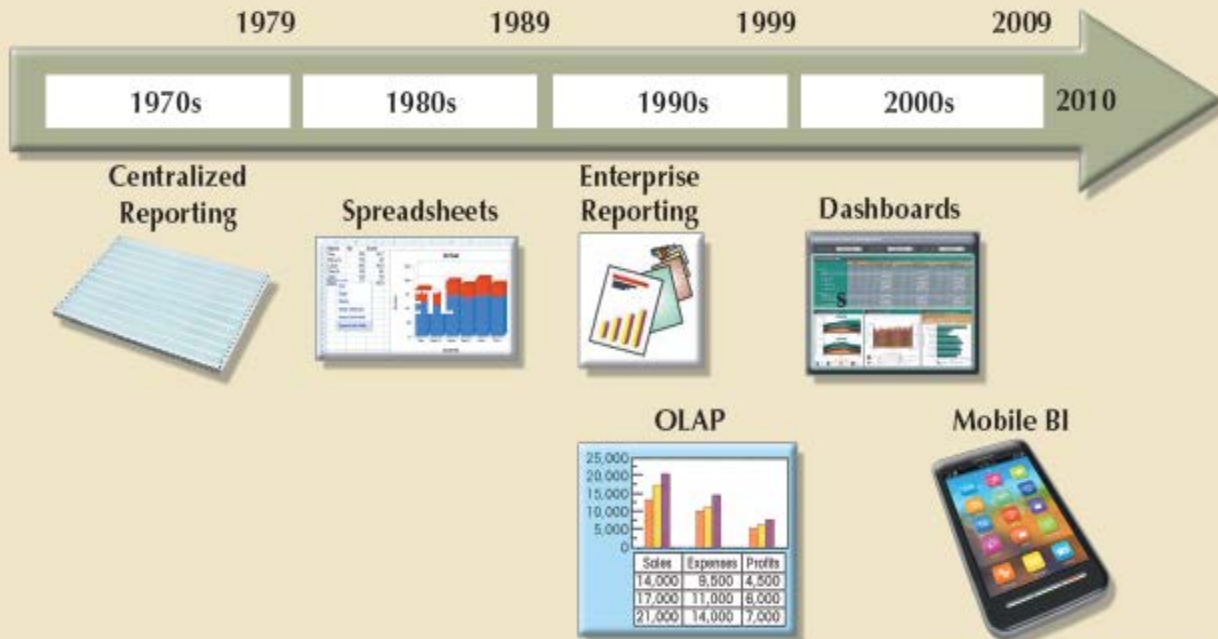 1979 1989 1999 2009
1970s 1980s 1990s 2000s 2010
Centralized
Reporting
Spreadsheets
Enterprise
Reporting
Dashboards
S
OLAP
25,000
20,000
15,000
10,000
5,000
0
Sales Expenses Profits
14,000 9,500 4,500
17,000 11,000 6,000
21,000 14,000 7,000
Mobile BI